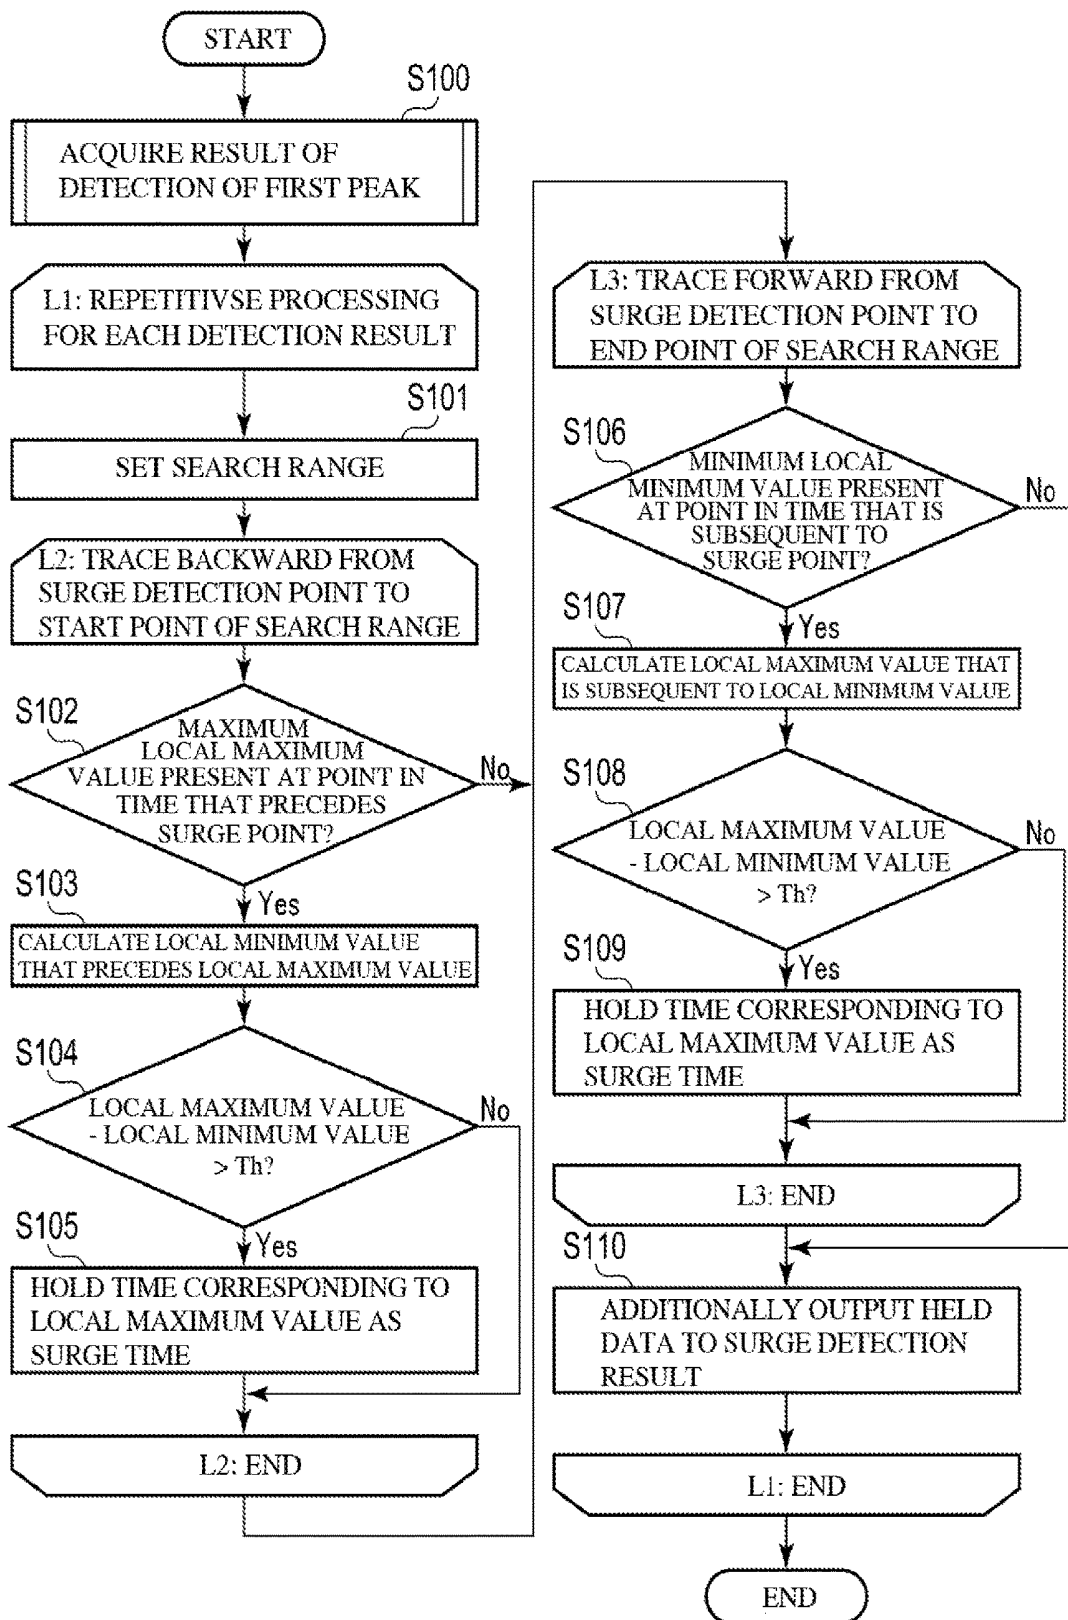 START
S100
ACQUIRE RESULT OF
DETECTION OF FIRST PEAK
L1: REPETITIVSE PROCESSING
FOR EACH DETECTION RESULT
S101
SET SEARCH RANGE
L2: TRACE BACKWARD FROM
SURGE DETECTION POINT TO
START POINT OF SEARCH RANGE
S102
MAXIMUM
LOCAL MAXIMUM
VALUE PRESENT AT POINT IN
TIME THAT PRECEDES
SURGE POINT?
No
Yes
S103
CALCULATE LOCAL MINIMUM VALUE
THAT PRECEDES LOCAL MAXIMUM VALUE
S104
LOCAL MAXIMUM VALUE
- LOCAL MINIMUM VALUE
> Th?
No
Yes
S105
HOLD TIME CORRESPONDING TO
LOCAL MAXIMUM VALUE AS
SURGE TIME
L2: END
L3: TRACE FORWARD FROM
SURGE DETECTION POINT TO
END POINT OF SEARCH RANGE
S106
MINIMUM LOCAL
MINIMUM VALUE PRESENT
AT POINT IN TIME THAT IS
SUBSEQUENT TO
SURGE POINT?
No
Yes
S107
CALCULATE LOCAL MAXIMUM VALUE THAT
IS SUBSEQUENT TO LOCAL MINIMUM VALUE
S108
LOCAL MAXIMUM VALUE
- LOCAL MINIMUM VALUE
> Th?
No
Yes
S109
HOLD TIME CORRESPONDING TO
LOCAL MAXIMUM VALUE AS
SURGE TIME
L3: END
S110
ADDITIONALLY OUTPUT HELD
DATA TO SURGE DETECTION
RESULT
L1: END
END